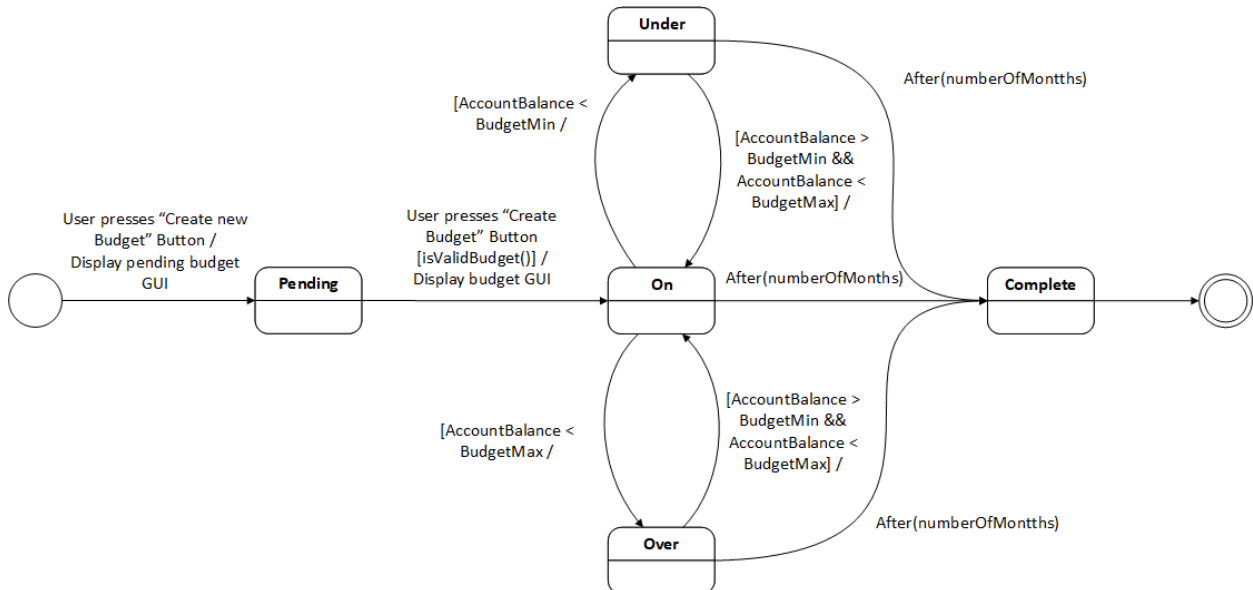 Under
After(numberOfMontths)
[AccountBalance <
BudgetMin /
[AccountBalance >
BudgetMin &&
AccountBalance <
BudgetMax] /
User presses “Create new
Budget” Button /
Display pending budget
GUI
User presses “Create
Budget” Button
[isValidBudget()] /
Display budget GUI
Pending
On
After(numberOfMonths)
Complete
[AccountBalance <
BudgetMax /
[AccountBalance >
BudgetMin &&
AccountBalance <
BudgetMax] /
After(numberOfMontths)
Over